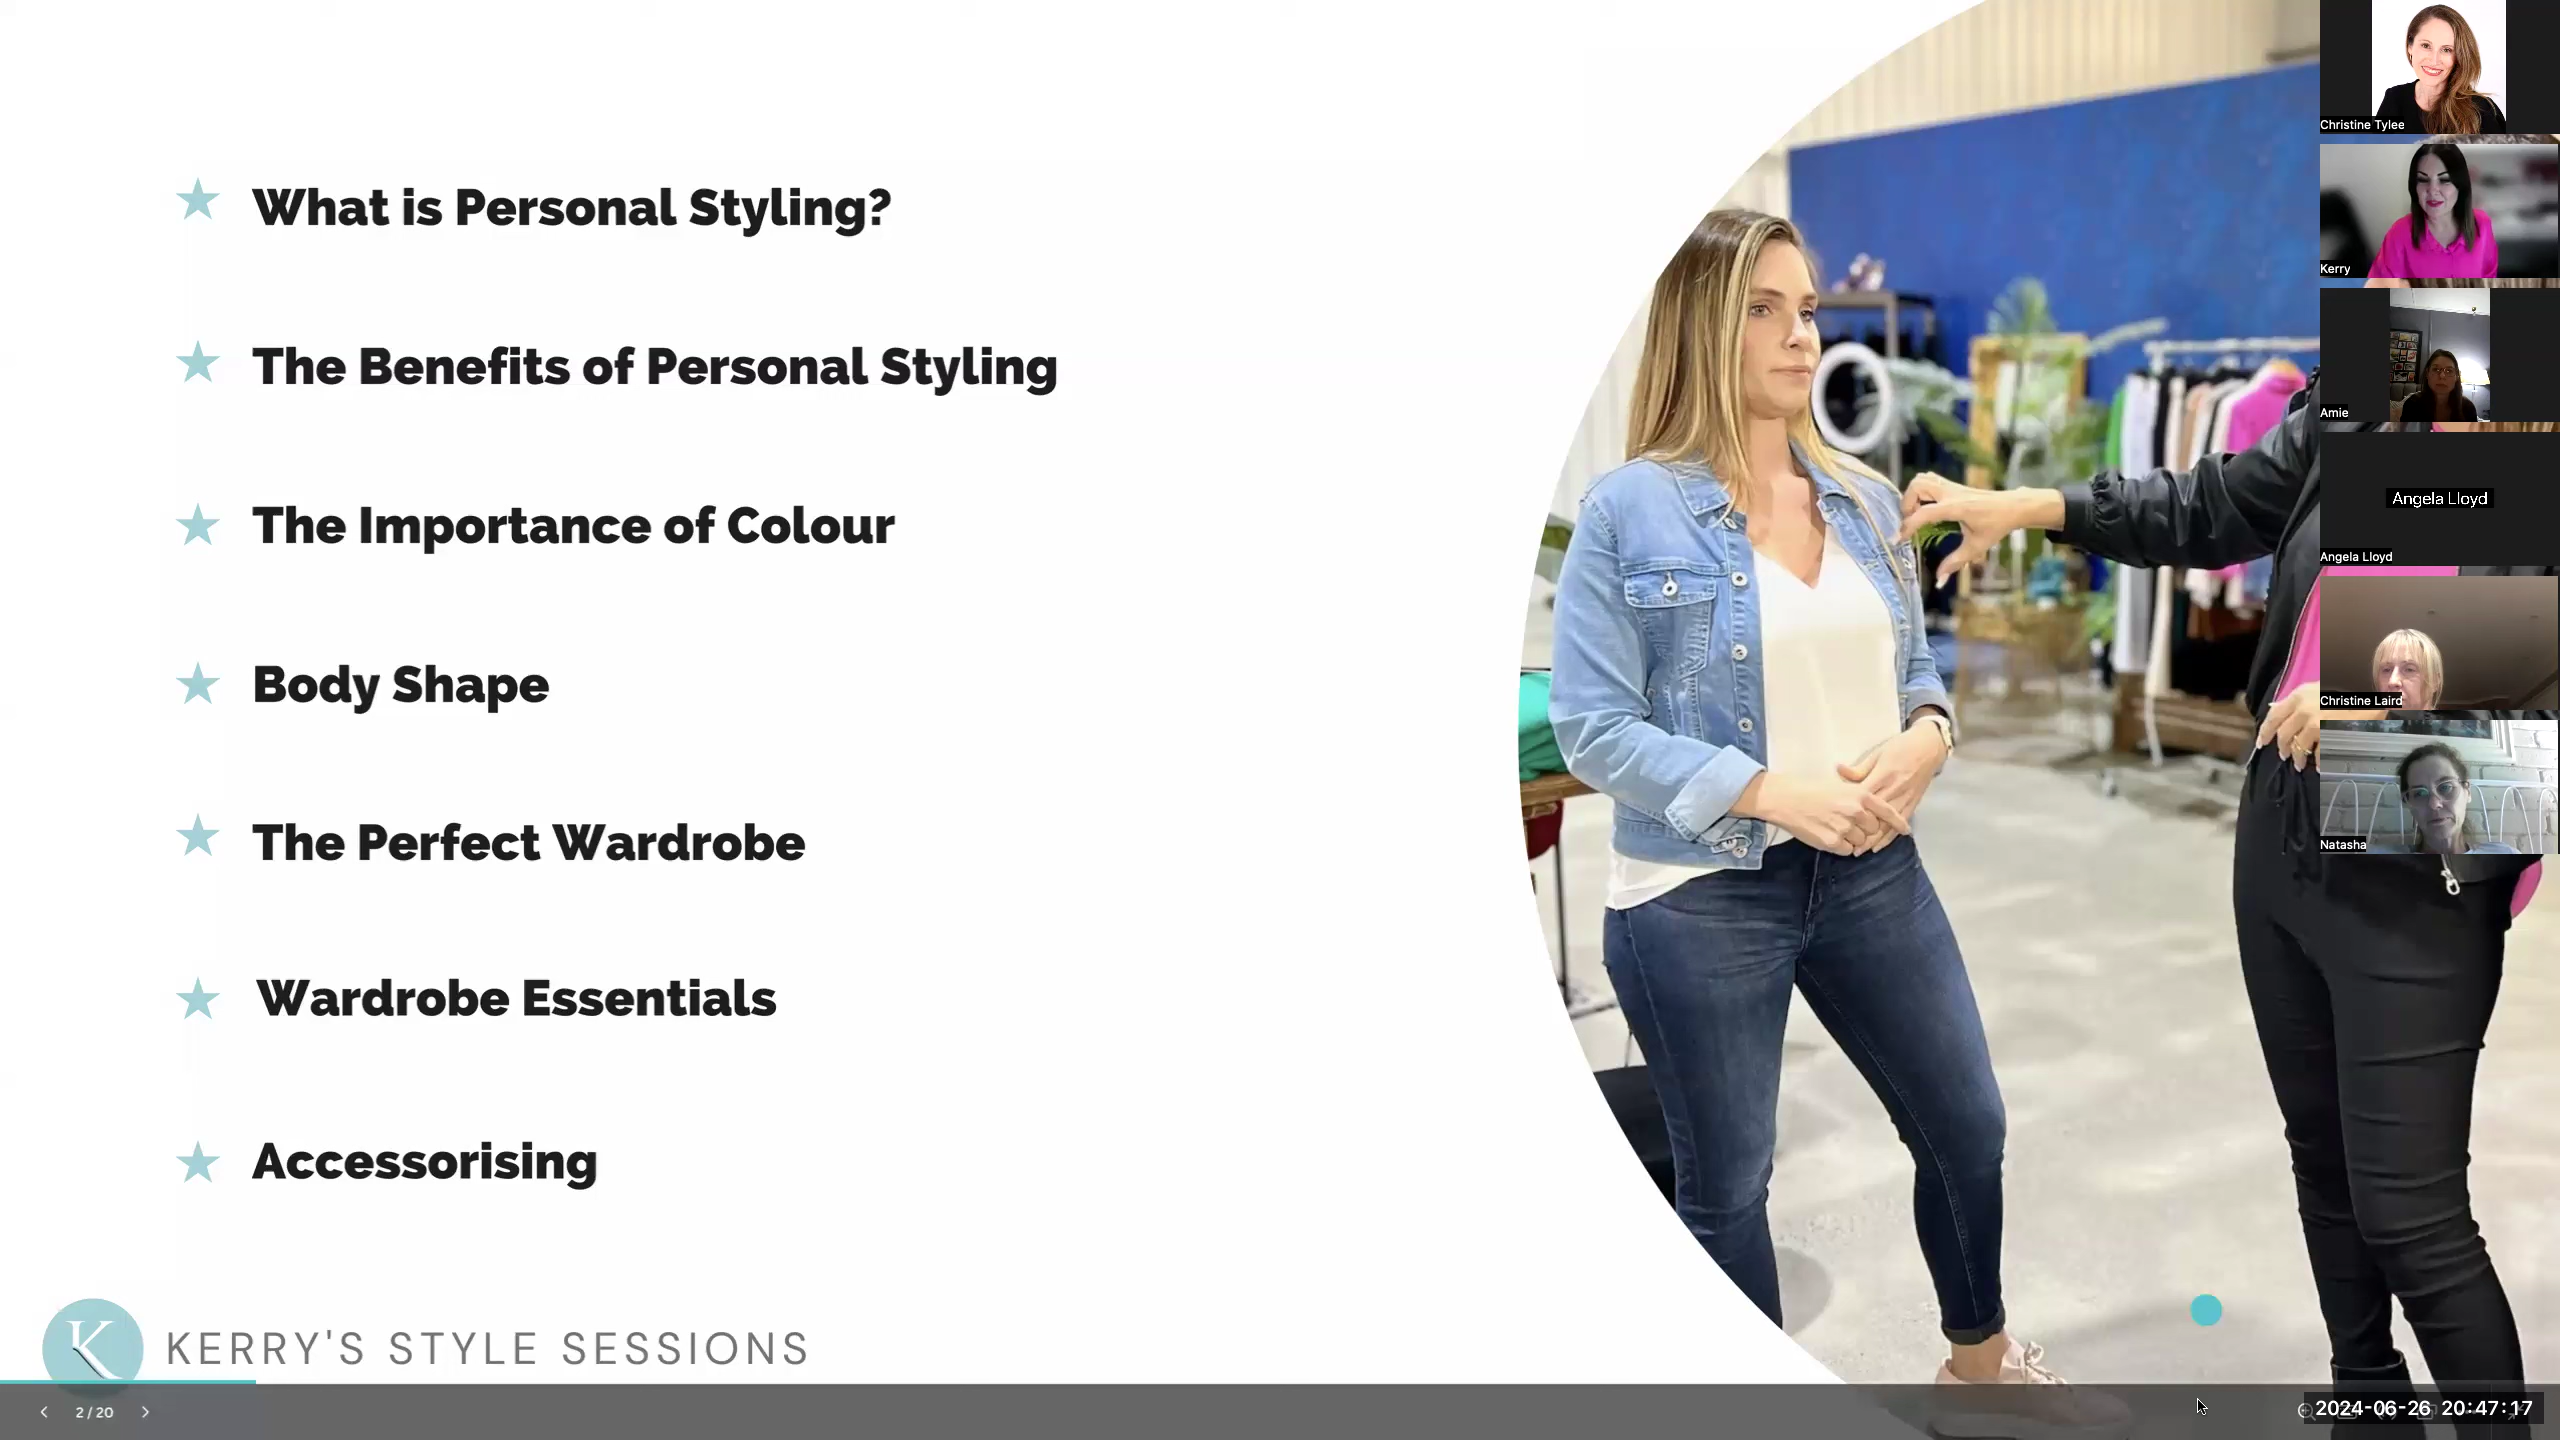 What is Personal Styling?
The Benefits of Personal Styling
The Importance of Colour
Body Shape
The Perfect Wardrobe
Wardrobe Essentials
Accessorising
K
KERRY'S STYLE SESSIONS
2 / 20
Christine Tylee
Kerry
Amie
Angela Lloyd
Angela Lloyd
Christine Laird
Natasha
2024-06-26 20:47:17